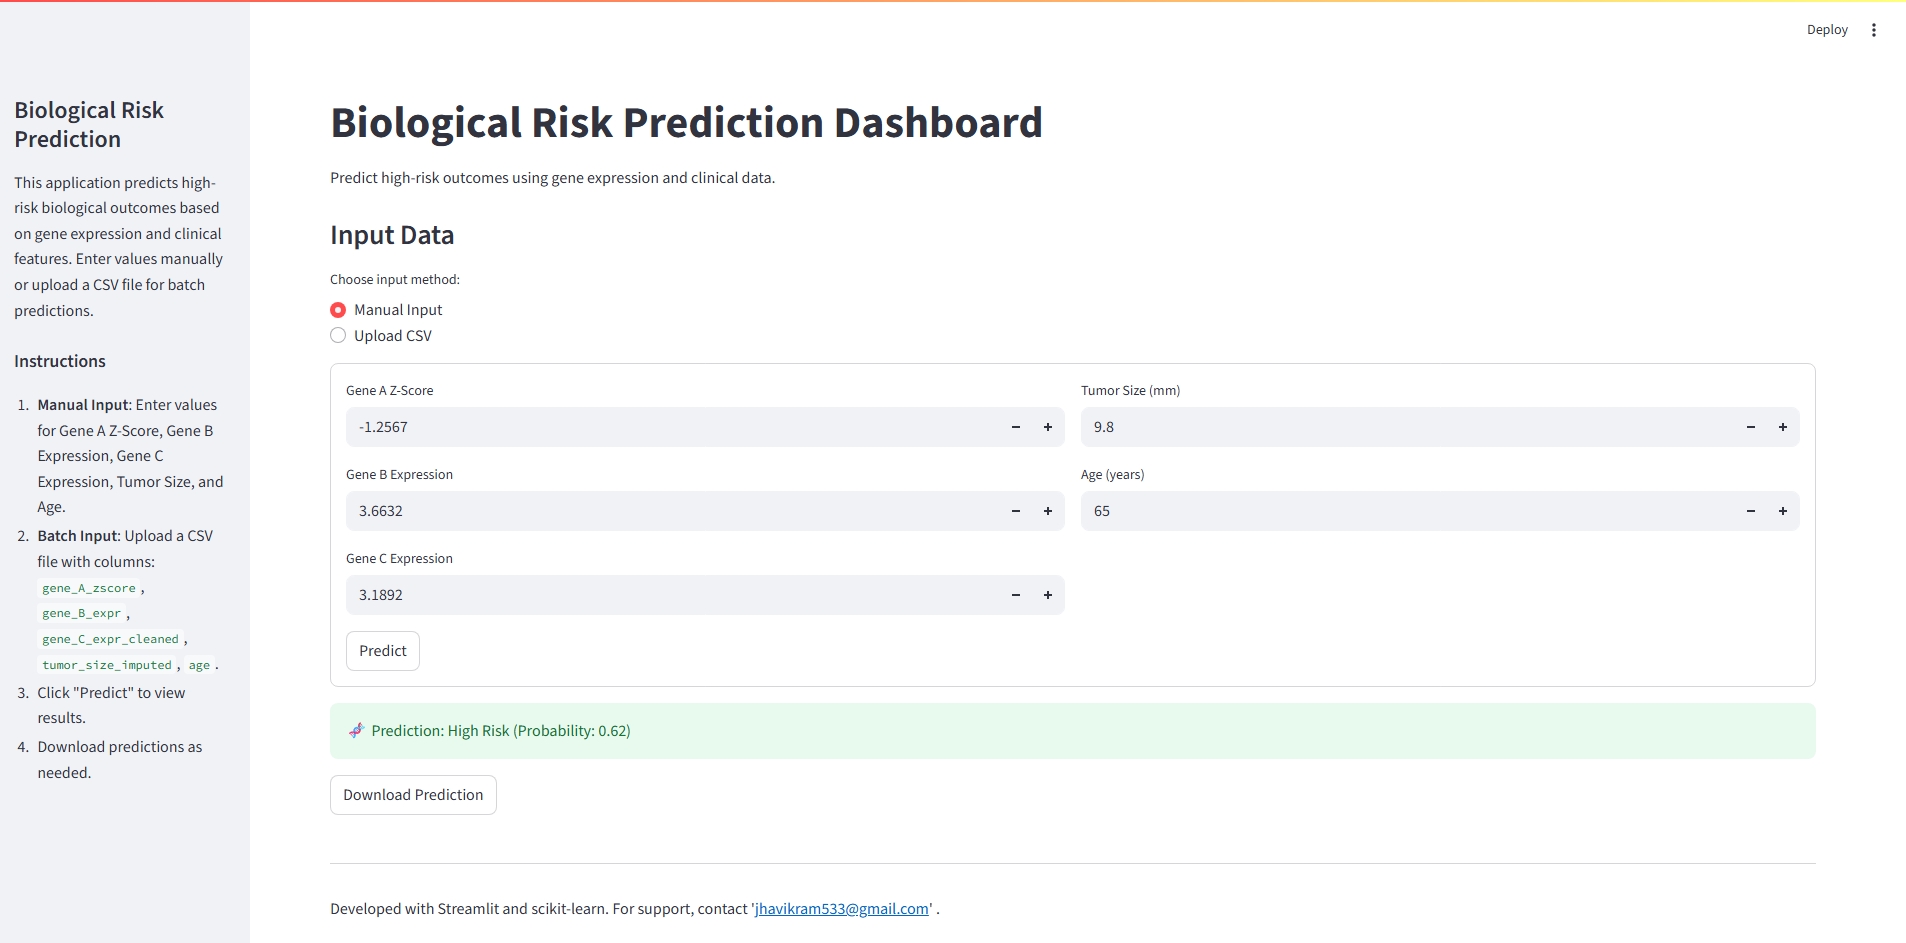 Deploy
Biological Risk
Prediction
This application predicts high-
risk biological outcomes based
on gene expression and clinical
features. Enter values manually
or upload a CSV file for batch
predictions.
Instructions
1. Manual Input: Enter values
for Gene A Z-Score, Gene B
Expression, Gene C
Expression, Tumor Size, and
Age.
2. Batch Input: Upload a CSV
file with columns:
gene_A_zscore ,
gene_B_expr ,
gene_C_expr_cleaned ,
tumor_size_imputed , age .
3. Click "Predict" to view
results.
4. Download predictions as
needed.
Biological Risk Prediction Dashboard
Predict high-risk outcomes using gene expression and clinical data.
Input Data
Choose input method:
Manual Input
Upload CSV
Gene A Z-Score
-1.2567
Gene B Expression
3.6632
Gene C Expression
3.1892
Tumor Size (mm)
9.8
Age (years)
65
Predict
Prediction: High Risk (Probability: 0.62)
Download Prediction
Developed with Streamlit and scikit-learn. For support, contact 'jhavikram533@gmail.com' .